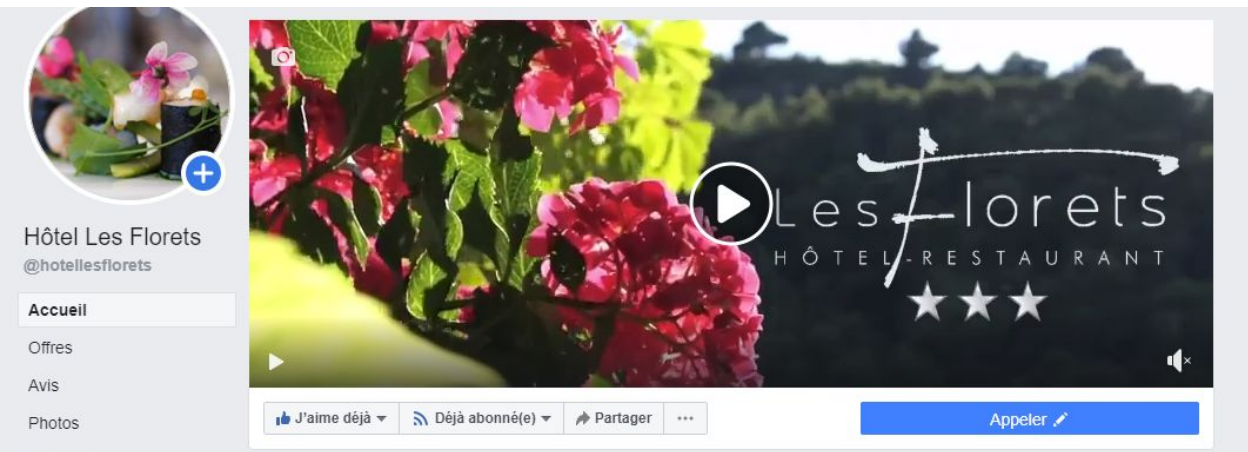 Hôtel Les Florets
@hotellesflorets
Accueil
Offres
Avis
Photos
Les Florets
HÔTEL-RESTAURANT
J'aime déjà
Déjà abonné(e)
Partager
Appeler